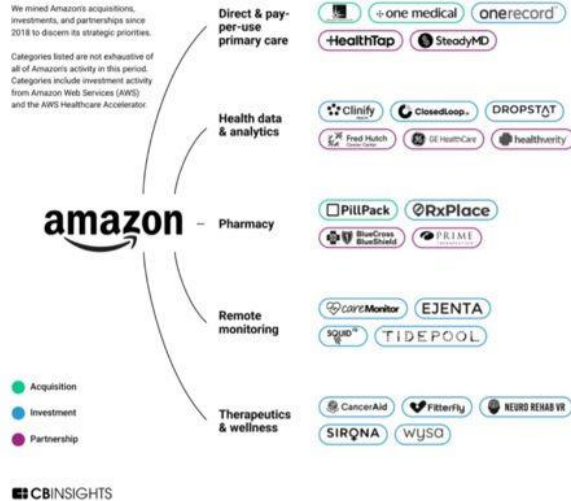 We mined Amazon's acquisitions,
investments, and partnerships since
2018 to discern its strategic priorities.
Categories listed are not exhaustive of
all of Amazon's activity in this period.
Categories include investment activity
from Amazon Web Services (AWS)
and the AWS Healthcare Accelerator.
amazon
Direct & pay-
per-use
primary care
one medical onerecord
HealthTap SteadyMD
Health data
& analytics
Clinify ClosedLoop DROPSTAT
Fred Hutch Cancer Center GE HealthCare healthverity
Pharmacy
PillPack RxPlace
BlueCross
BlueShield PRIME
Remote
monitoring
careMonitor EJENTA
SQUID TIDEPOOL
Therapeutics
& wellness
CancerAid Fitterfly NEURO REHAB VR
SIRONA wysa
Acquisition
Investment
Partnership
CBINSIGHTS